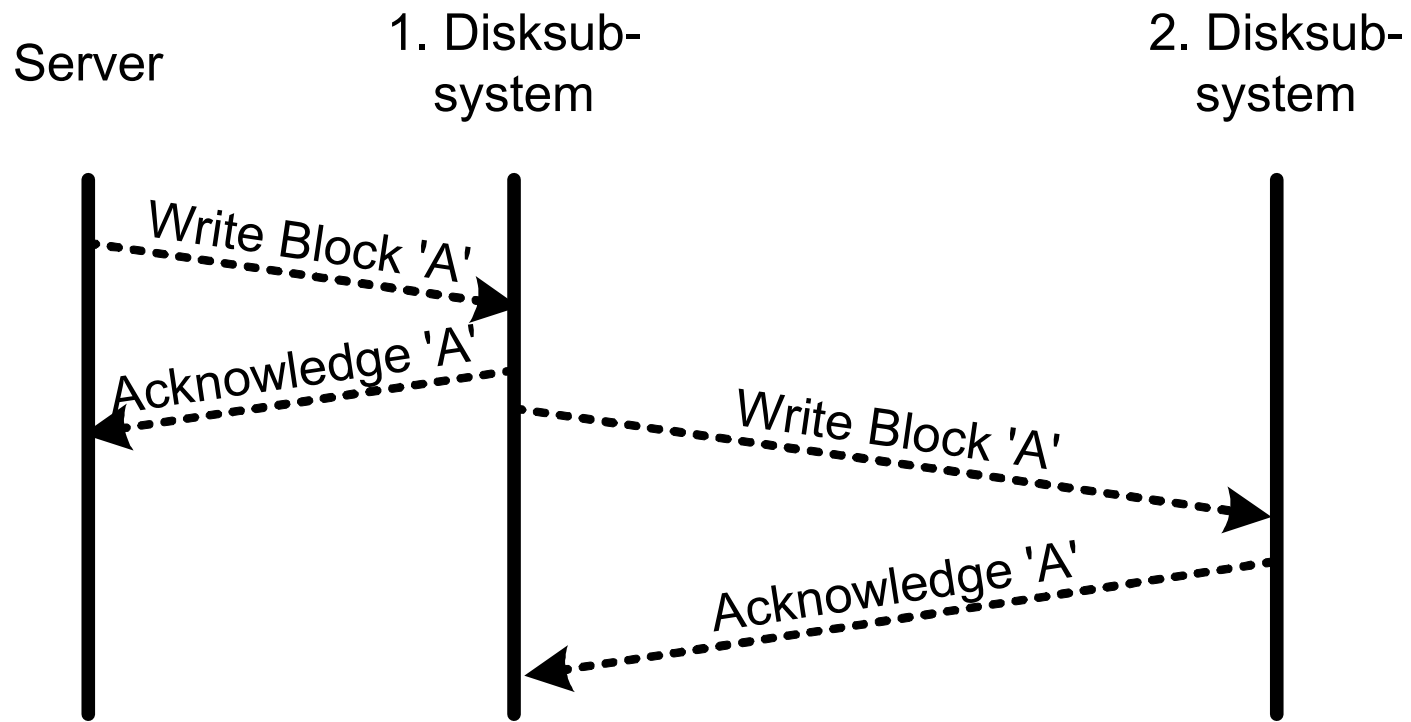 Server
1. Disksub-
system
2. Disksub-
system
Write Block 'A'
Acknowledge 'A'
Write Block 'A'
Acknowledge 'A'